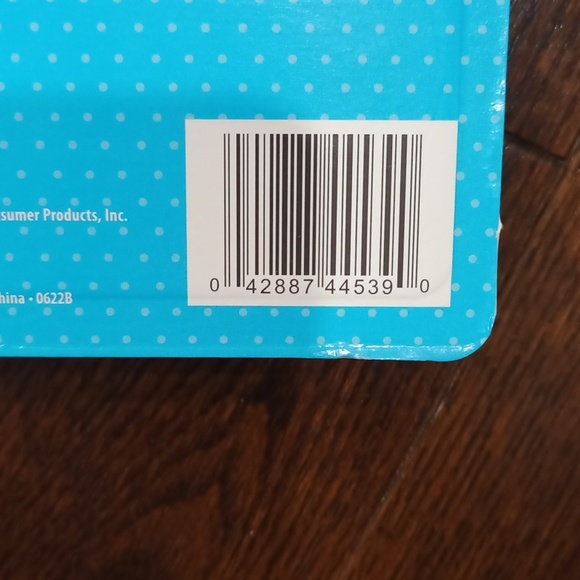 sumer Products, Inc.
hina • 0622B
0 42887 44539 0